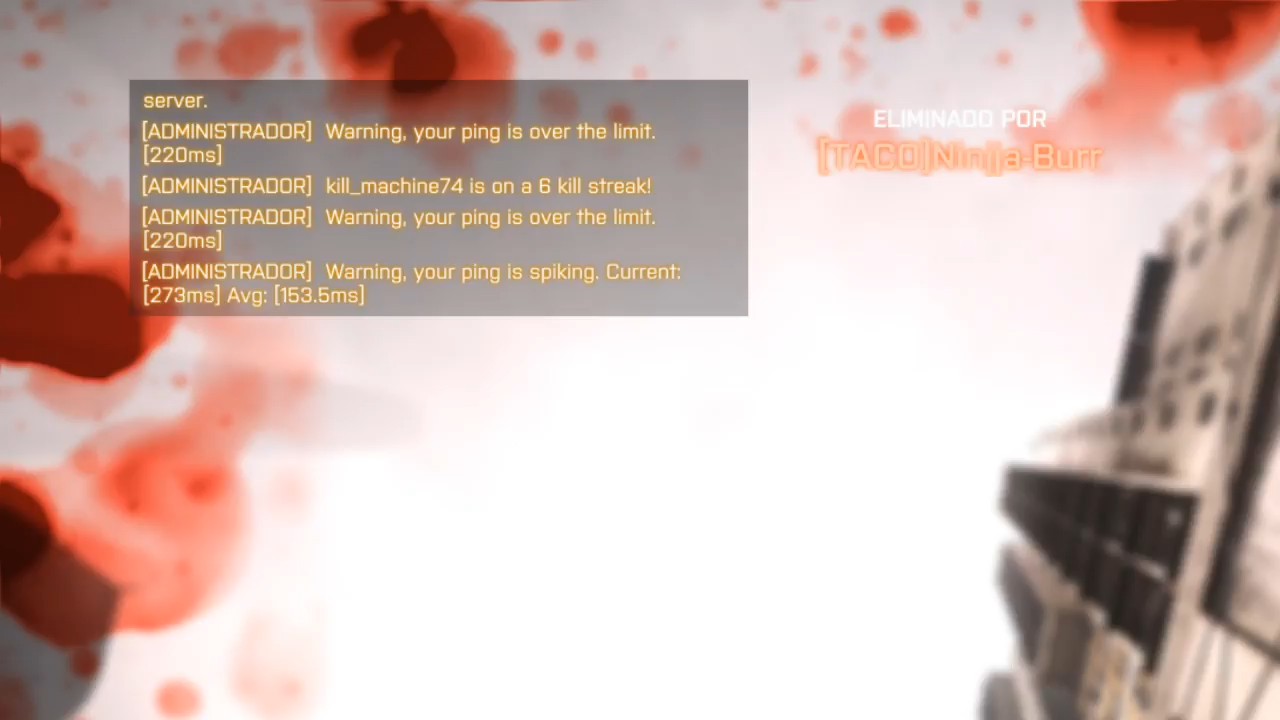 server.
[ADMINISTRADOR] Warning, your ping is over the limit.
[220ms]
[ADMINISTRADOR] kill_machine74 is on a 6 kill streak!
[ADMINISTRADOR] Warning, your ping is over the limit.
[220ms]
[ADMINISTRADOR] Warning, your ping is spiking. Current:
[273ms] Avg: [153.5ms]
ELIMINADO POR
[TACO]Ninjja-Burr